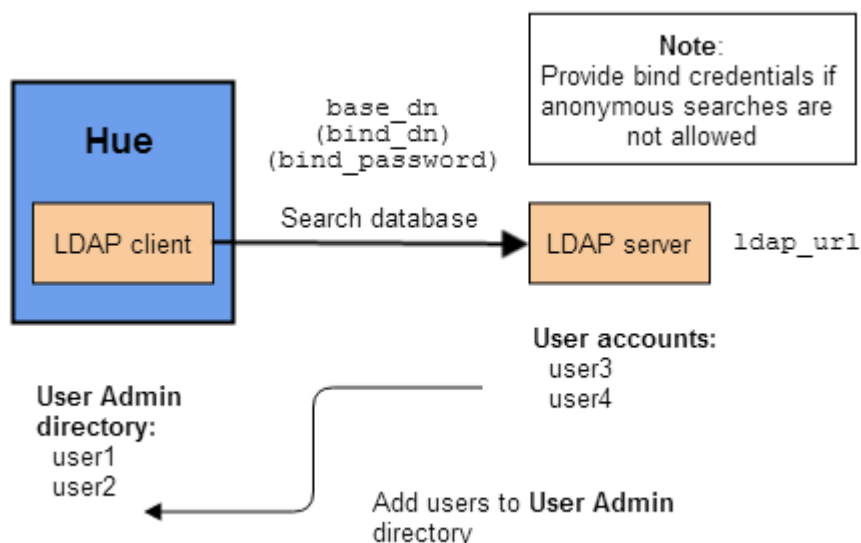 Note:
Provide bind credentials if
anonymous searches are
not allowed
base_dn
(bind_dn)
(bind_password)
Hue
Search database
LDAP client
LDAP server
ldap_url
User accounts:
user3
user4
User Admin
directory:
user1
user2
Add users to User Admin
directory